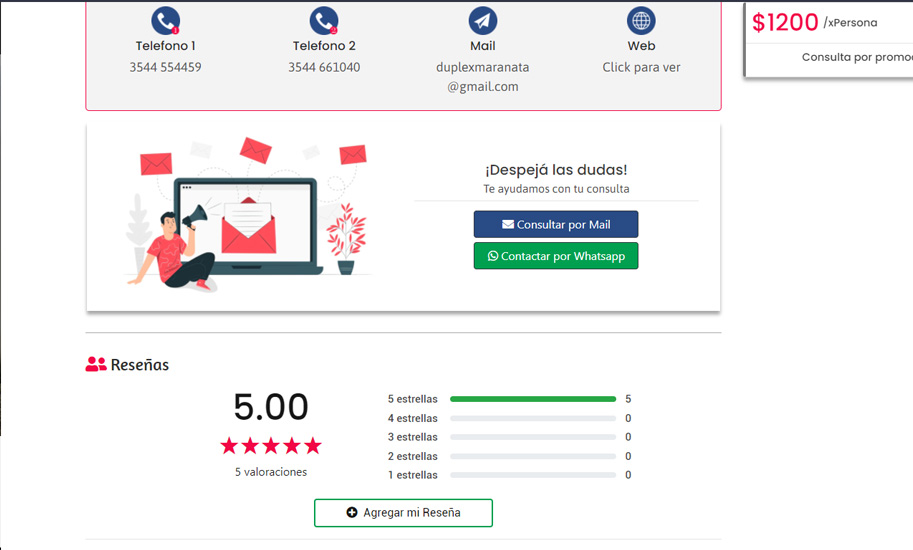 $1200 /xPersona
Consulta por promo
1
2
Telefono 1
3544 554459
Telefono 2
3544 661040
Mail
duplexmaranata
@gmail.com
Web
Click para ver
¡Despejá las dudas!
Te ayudamos con tu consulta
Consultar por Mail
Contactar por Whatsapp
Reseñas
5.00
5 valoraciones
5 estrellas 5
4 estrellas 0
3 estrellas 0
2 estrellas 0
1 estrellas 0
Agregar mi Reseña